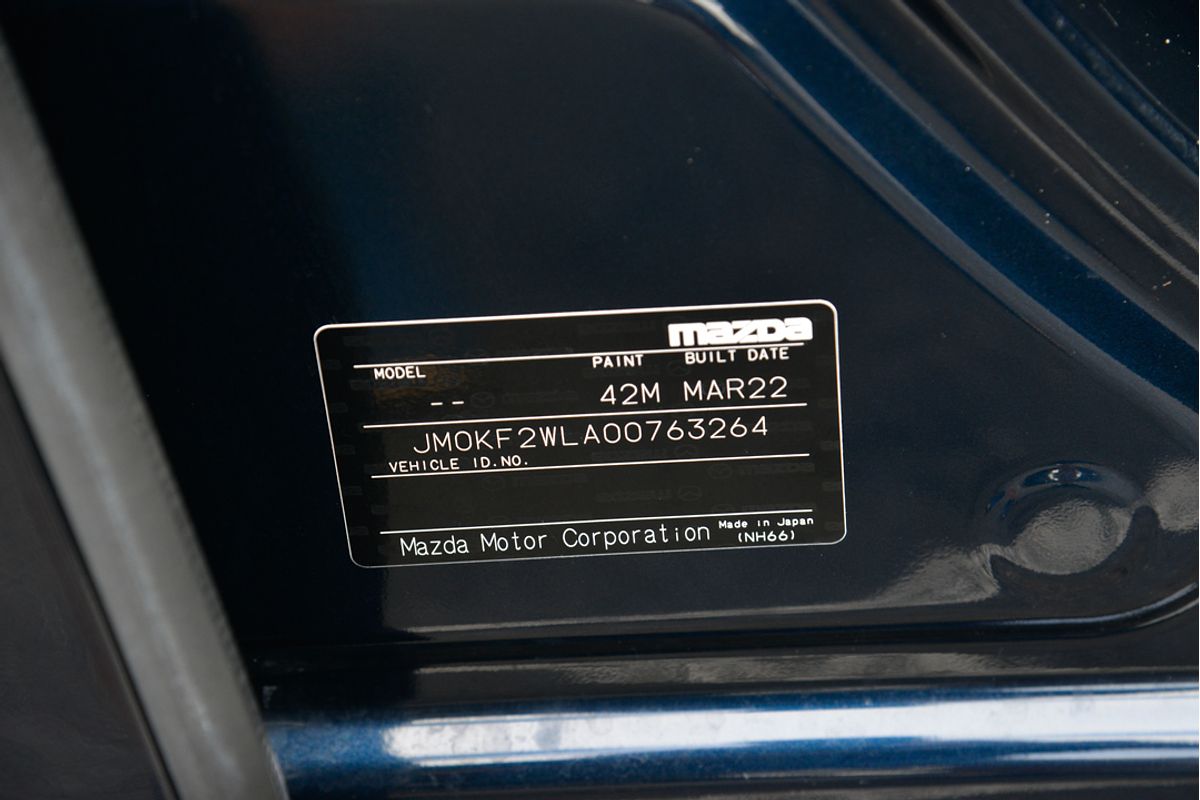 mazda
MODEL PAINT BUILT DATE
-- 42M MAR22
JM0KF2WLA00763264
VEHICLE ID.NO.
Mazda Motor Corporation Made in Japan
(NH66)